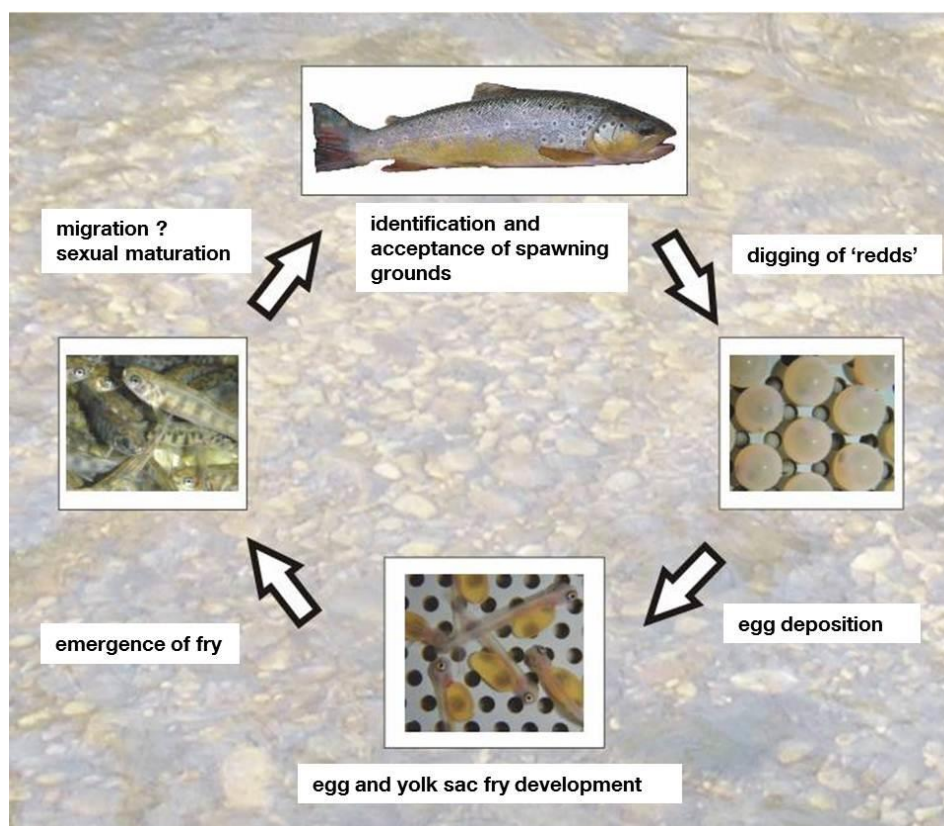 migration ?
sexual maturation
identification and
acceptance of spawning
grounds
digging of ‘redds’
emergence of fry
egg deposition
egg and yolk sac fry development